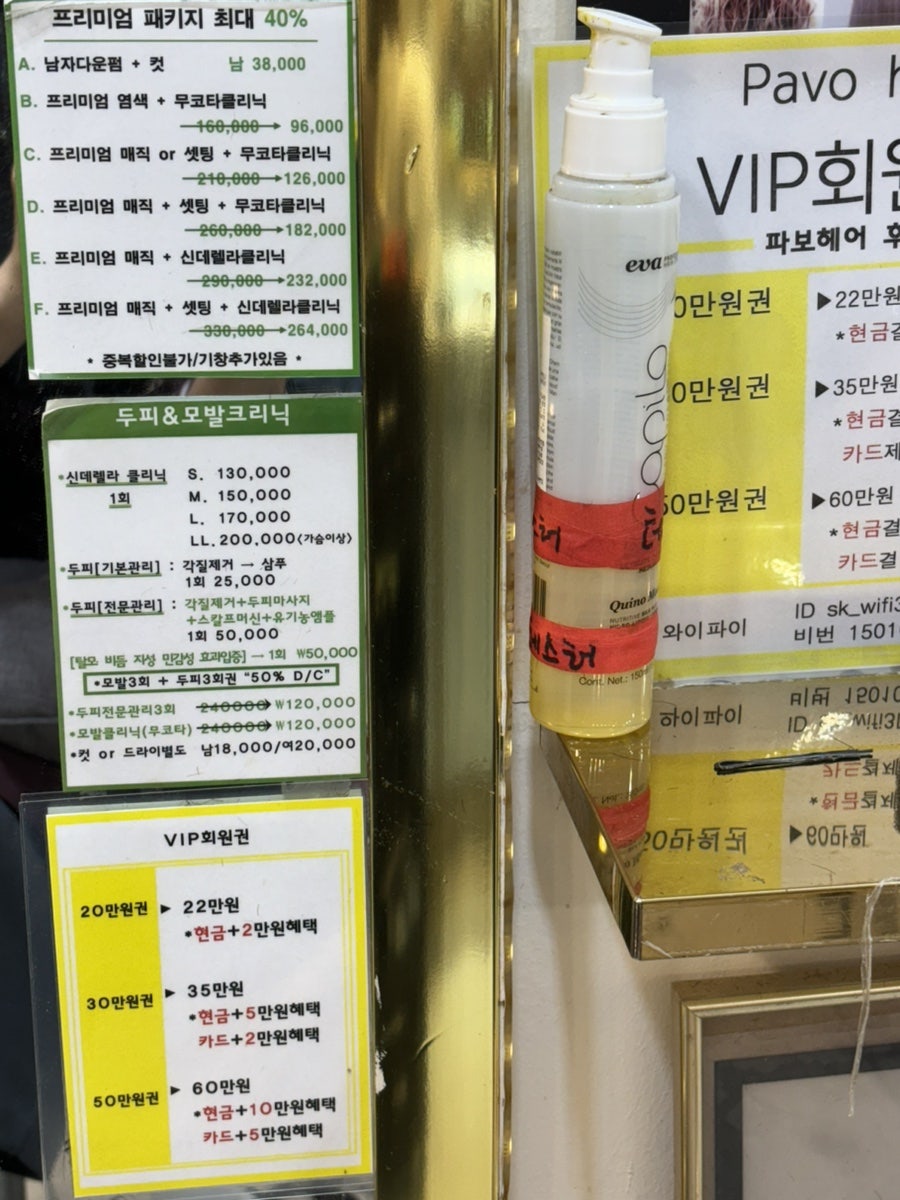 프리미엄 패키지 최대 40%
A. 남자다운펌 + 컷 남 38,000
B. 프리미엄 염색 + 무코타클리닉
160,000→ 96,000
C. 프리미엄 매직 or 셋팅 + 무코타클리닉
210,000→126,000
D. 프리미엄 매직 + 셋팅 + 무코타클리닉
260,000→182,000
E. 프리미엄 매직 + 신데렐라클리닉
290,000→232,000
F. 프리미엄 매직 + 셋팅 + 신데렐라클리닉
330,000→264,000
* 중복할인불가/기장추가있음 *
두피&모발크리닉
*신데렐라 클리닉 S. 130,000
1회 M. 150,000
L. 170,000
LL. 200,000(가슴이상)
*두피[기본관리] : 각질제거 → 샴푸
1회 25,000
*두피[전문관리] : 각질제거+두피마사지
+스칼프머신+유기농앰플
1회 50,000
[탈모 비듬 지성 민감성 효과입증] → 1회 ₩50,000
*모발3회 + 두피3회권 "50% D/C"
*두피전문관리3회 240000→ ₩120,000
*모발클리닉(무코타) 240000→ ₩120,000
*컷 or 드라이별도 남18,000/여20,000
VIP회원권
20만원권 ▶ 22만원
*현금+2만원혜택
30만원권 ▶ 35만원
*현금+5만원혜택
카드+2만원혜택
50만원권 ▶ 60만원
*현금+10만원혜택
카드+5만원혜택
eva
Quino
Cont. Net.: 150
Pavo
VIP회원
파보헤어
0만원권 ▶22만원
*현금결
0만원권 ▶35만원
*현금결
카드제
50만원권 ▶60만원
*현금결
카드결
와이파이 ID sk_wifi3
비번 1501